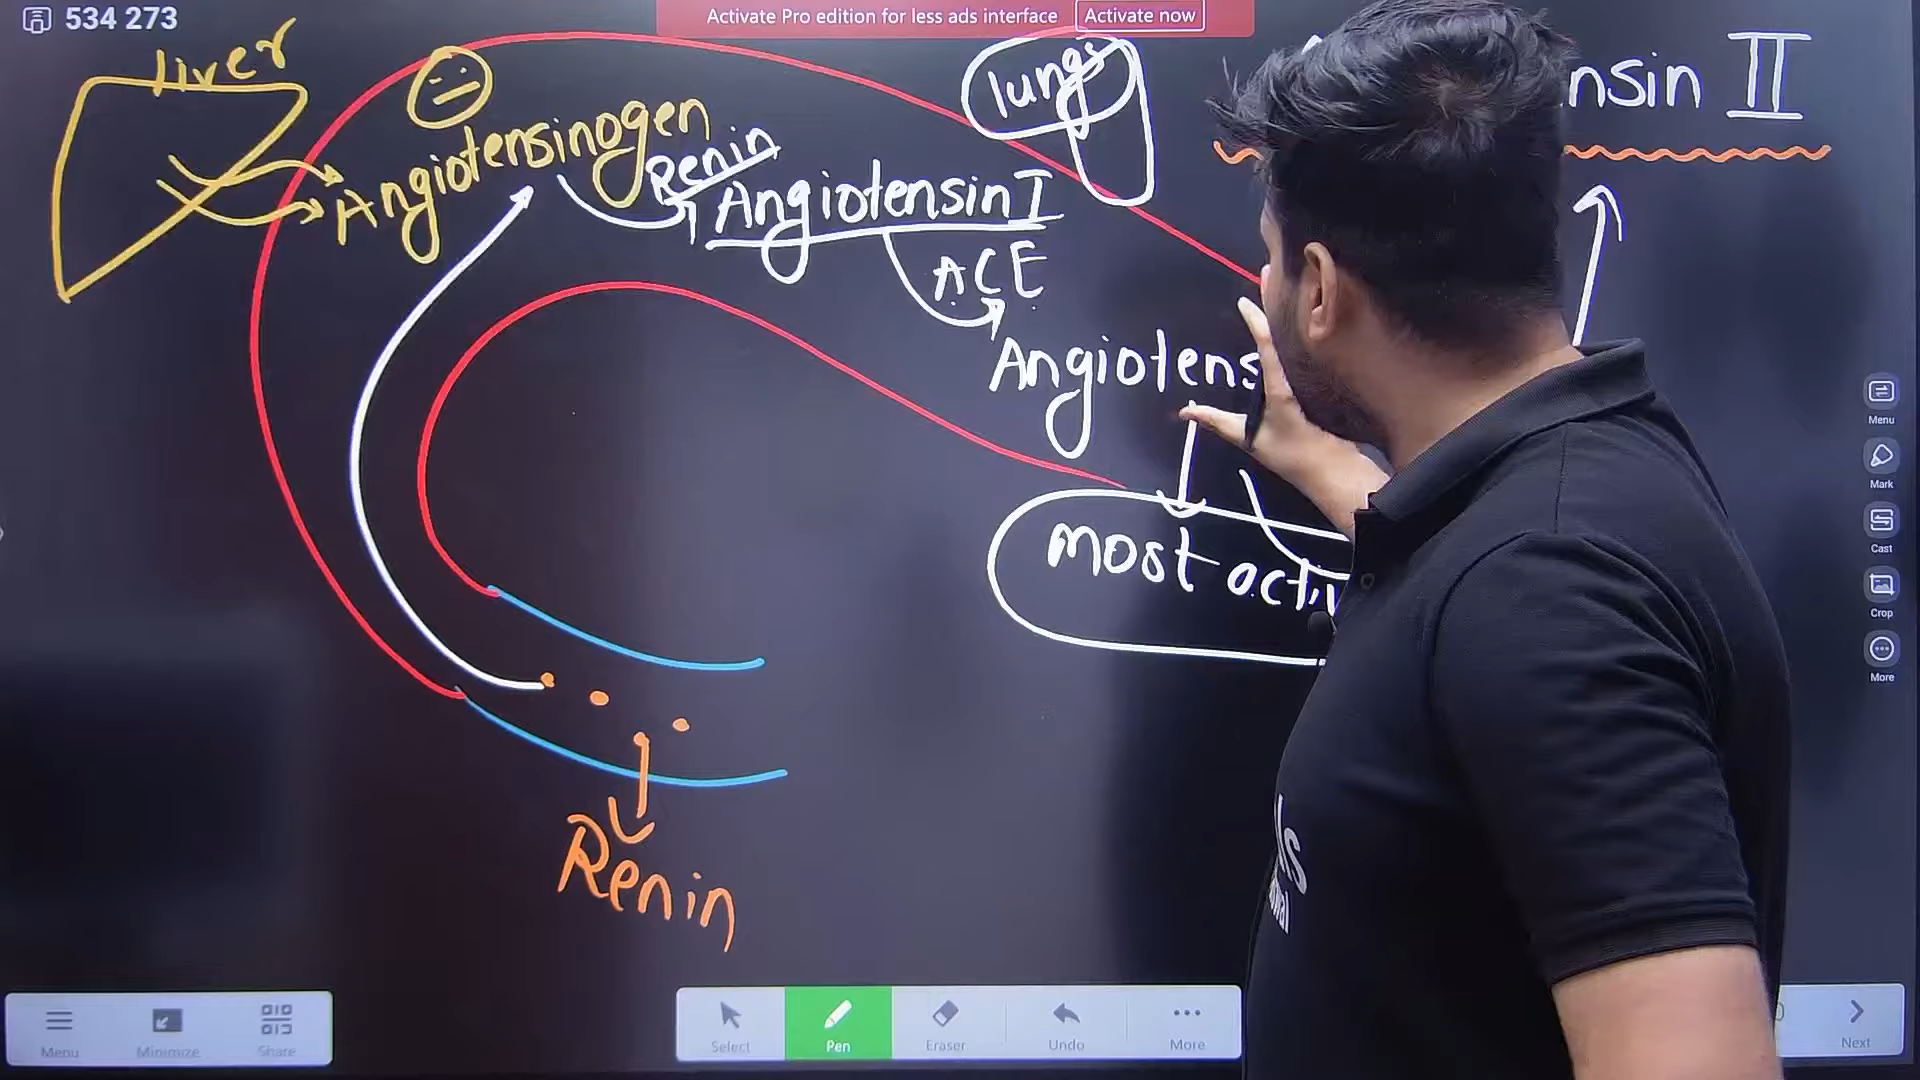 534 273
Activate Pro edition for less ads interface
Activate now
liver
lungs
nsin II
Angiotensinogen
Renin
Angiotensin I
ACE
Angiotens
most activ
Renin
Menu
Mark
Cast
Crop
More
Menu
Minimize
Share
Select
Pen
Eraser
Undo
More
Next